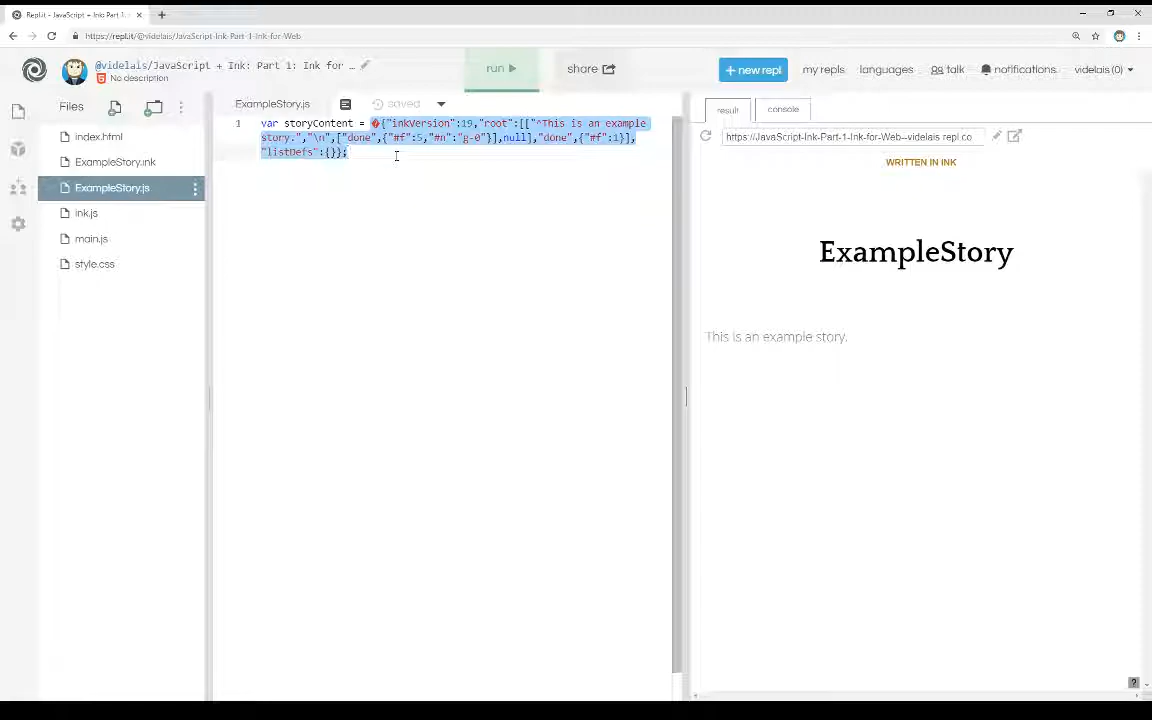 Repl.it - JavaScript + Ink: Part 1.
https://repl.it/@videlais/JavaScript-Ink-Part-1-Ink-for-Web
@videlais/JavaScript + Ink: Part 1: Ink for ...
No description
run
share
+ new repl
my repls
languages
talk
notifications
videlais (0)
Files
index.html
ExampleStory.ink
ExampleStory.js
ink.js
main.js
style.css
ExampleStory.js
saved
1
var storyContent = �{"inkVersion":19,"root":[["^This is an example
story.","\n",["done",{"#f":5,"#n":"g-0"}],null],"done",{"#f":1}],
"listDefs":{}};
result
console
https://JavaScript-Ink-Part-1-Ink-for-Web--videlais.repl.co
WRITTEN IN INK
ExampleStory
This is an example story.
?